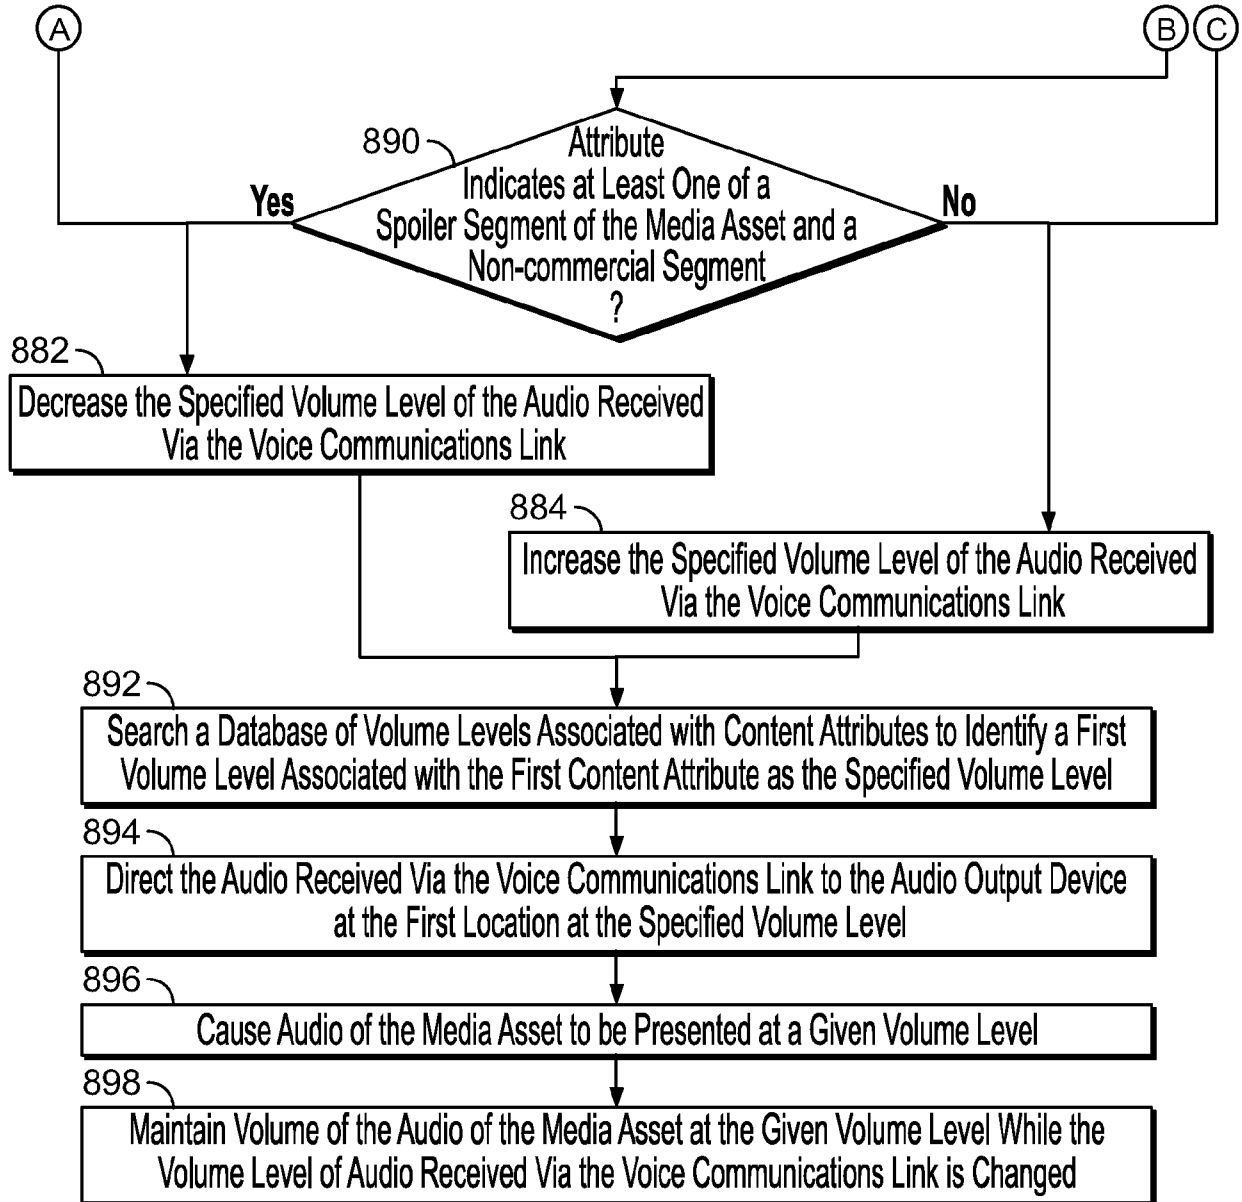 A
B
C
890
Attribute
Indicates at Least One of a
Spoiler Segment of the Media Asset and a
Non-commercial Segment
?
Yes
No
882
Decrease the Specified Volume Level of the Audio Received
Via the Voice Communications Link
884
Increase the Specified Volume Level of the Audio Received
Via the Voice Communications Link
892
Search a Database of Volume Levels Associated with Content Attributes to Identify a First
Volume Level Associated with the First Content Attribute as the Specified Volume Level
894
Direct the Audio Received Via the Voice Communications Link to the Audio Output Device
at the First Location at the Specified Volume Level
896
Cause Audio of the Media Asset to be Presented at a Given Volume Level
898
Maintain Volume of the Audio of the Media Asset at the Given Volume Level While the
Volume Level of Audio Received Via the Voice Communications Link is Changed